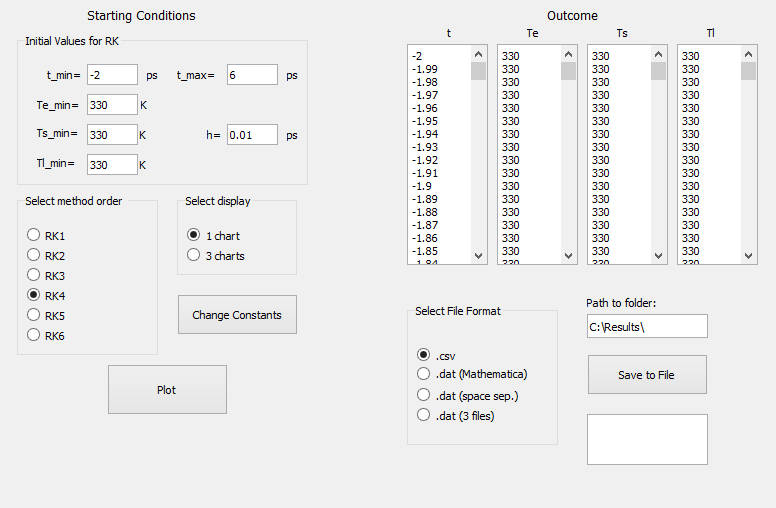 Starting Conditions
Initial Values for RK
t_min= -2 ps t_max= 6 ps
Te_min= 330 K
Ts_min= 330 K h= 0.01 ps
Tl_min= 330 K
Select method order
RK1
RK2
RK3
RK4
RK5
RK6
Select display
1 chart
3 charts
Change Constants
Plot
Outcome
t Te Ts Tl
-2 330 330 330
-1.99 330 330 330
-1.98 330 330 330
-1.97 330 330 330
-1.96 330 330 330
-1.95 330 330 330
-1.94 330 330 330
-1.93 330 330 330
-1.92 330 330 330
-1.91 330 330 330
-1.9 330 330 330
-1.89 330 330 330
-1.88 330 330 330
-1.87 330 330 330
-1.86 330 330 330
-1.85 330 330 330
-1.84 330 330 330
Select File Format
.csv
.dat (Mathematica)
.dat (space sep.)
.dat (3 files)
Path to folder:
C:\Results\
Save to File